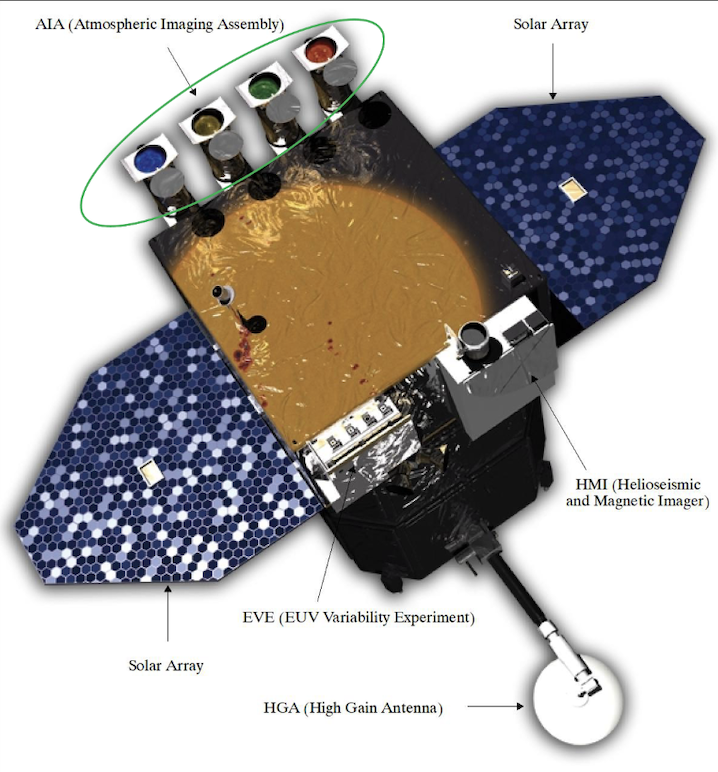 AIA (Atmospheric Imaging Assembly)
Solar Array
HMI (Helioseismic
and Magnetic Imager)
EVE (EUV Variability Experiment)
Solar Array
HGA (High Gain Antenna)